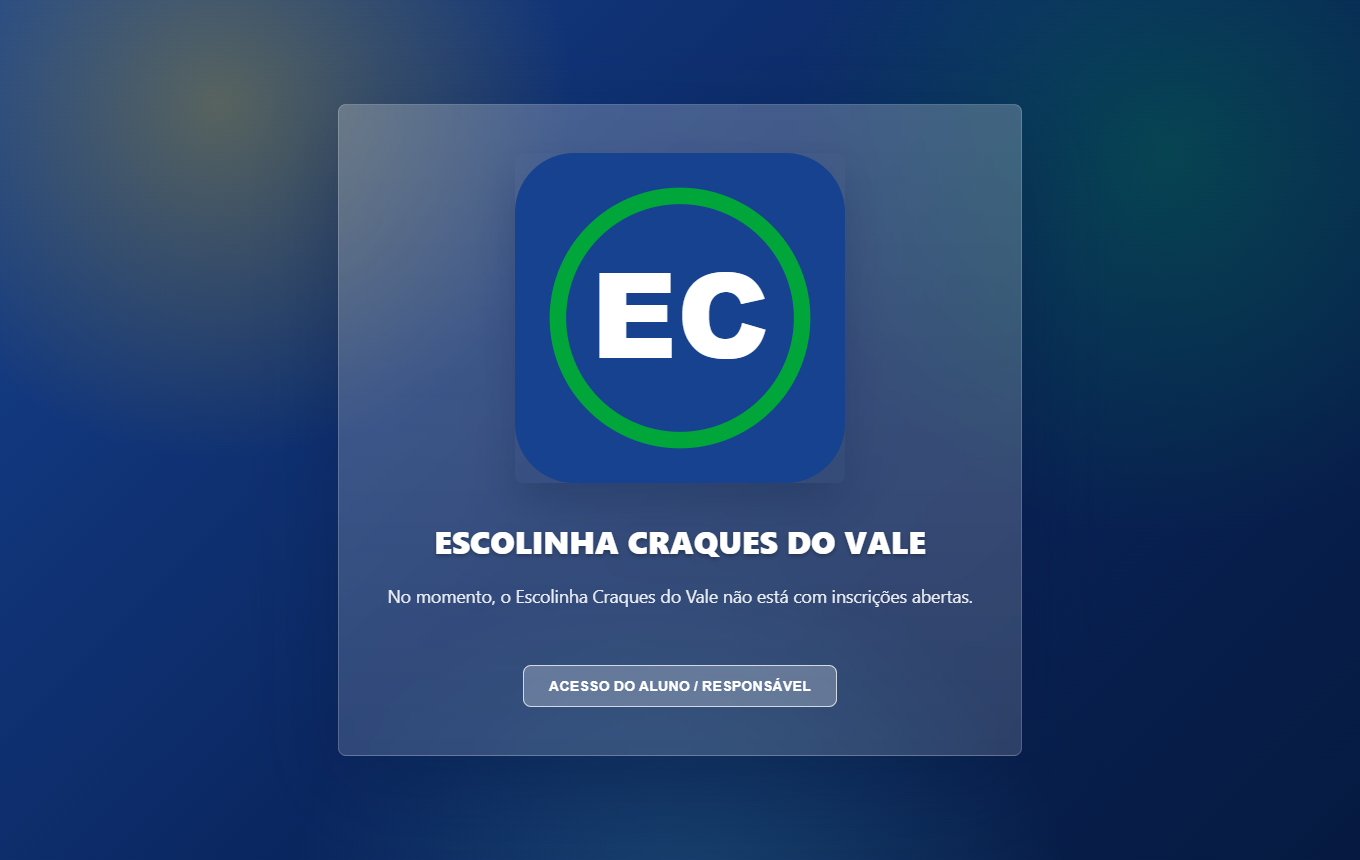 EC
ESCOLINHA CRAQUES DO VALE
No momento, o Escolinha Craques do Vale não está com inscrições abertas.
ACESSO DO ALUNO / RESPONSÁVEL